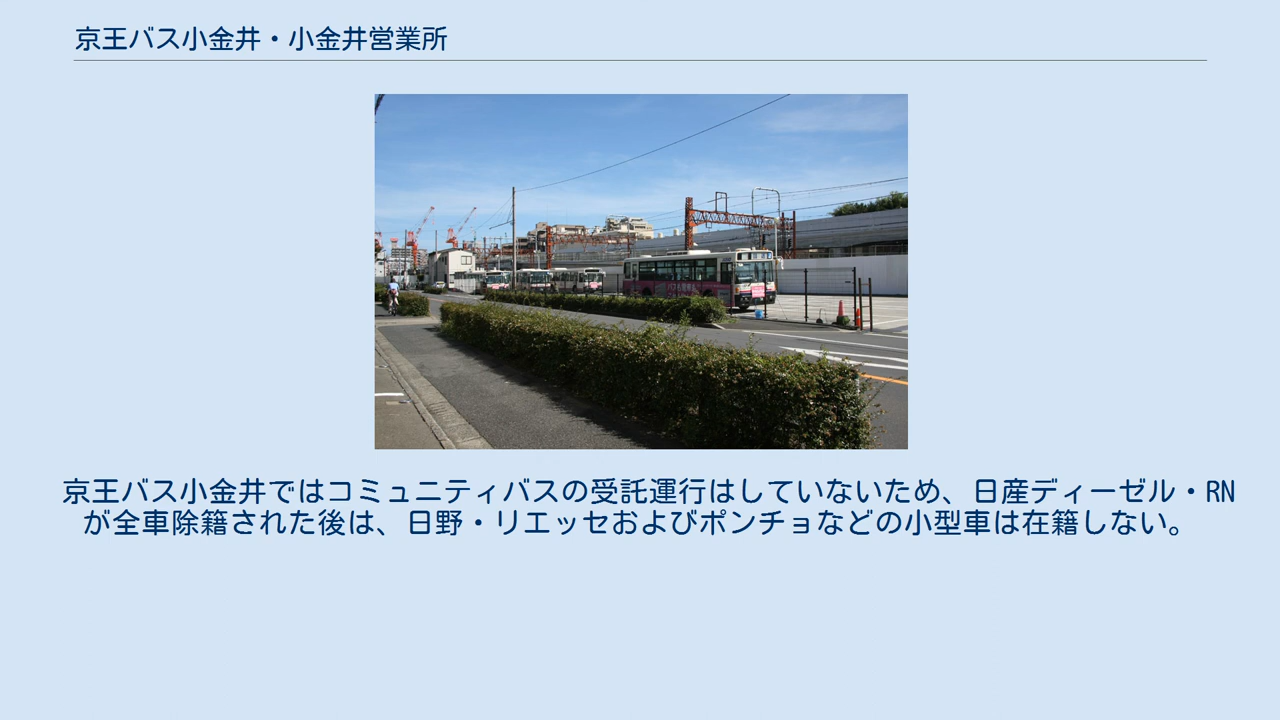 京王バス小金井・小金井営業所
京王バス小金井ではコミュニティバスの受託運行はしていないため、日産ディーゼル・RN
が全車除籍された後は、日野・リエッセおよびポンチョなどの小型車は在籍しない。